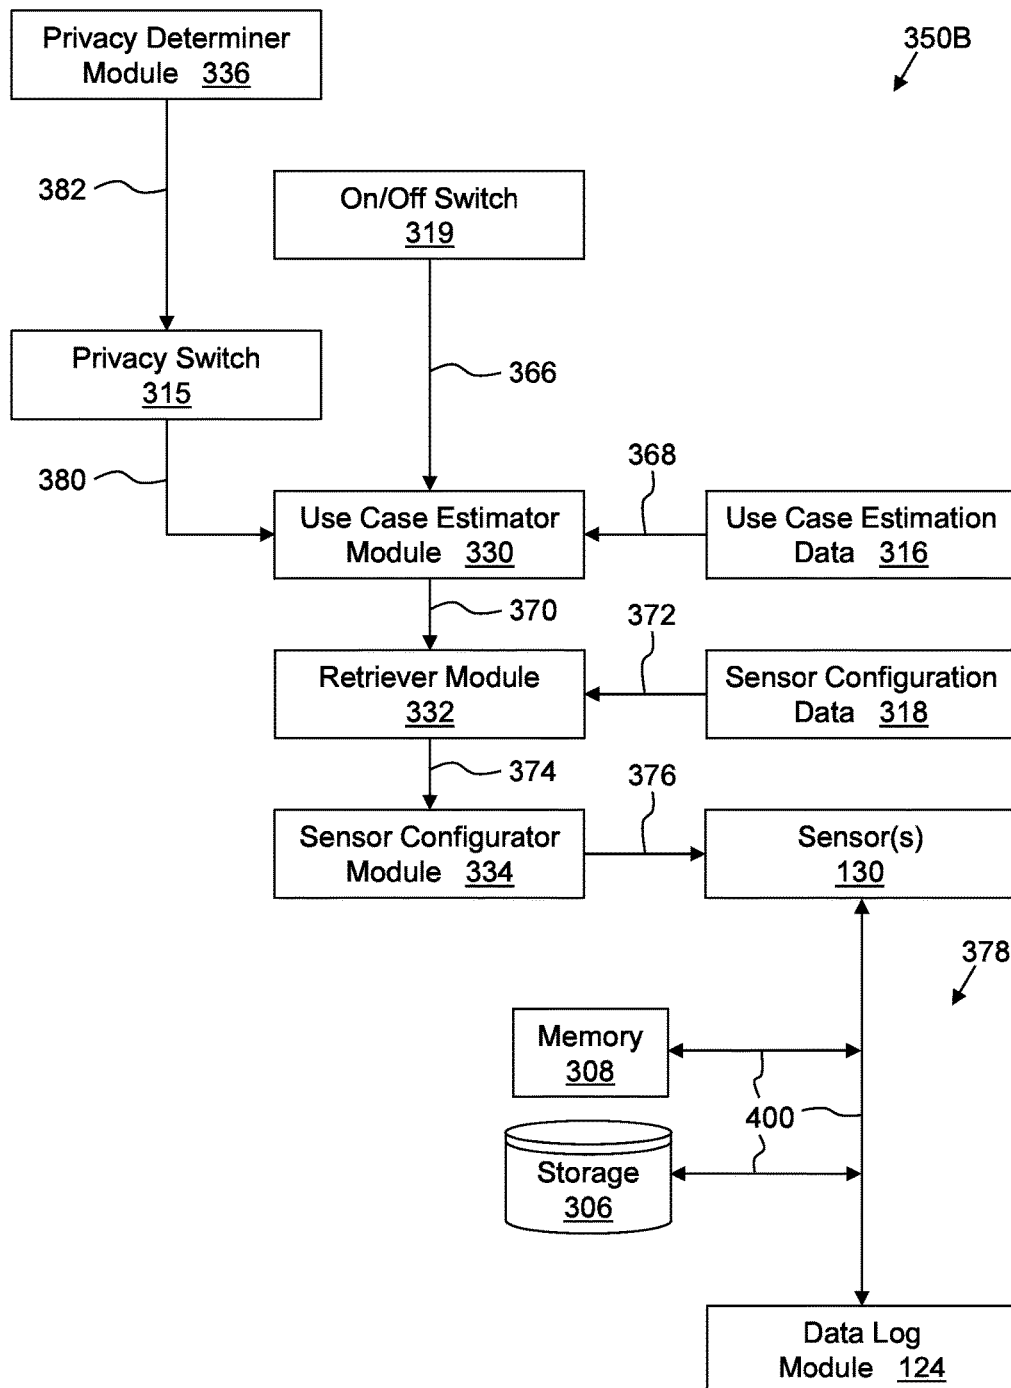 Privacy Determiner
Module 336
350B
382
On/Off Switch
319
Privacy Switch
315
366
380
368
Use Case Estimator
Module 330
Use Case Estimation
Data 316
370
372
Retriever Module
332
Sensor Configuration
Data 318
374
376
Sensor Configurator
Module 334
Sensor(s)
130
378
Memory
308
400
Storage
306
Data Log
Module 124